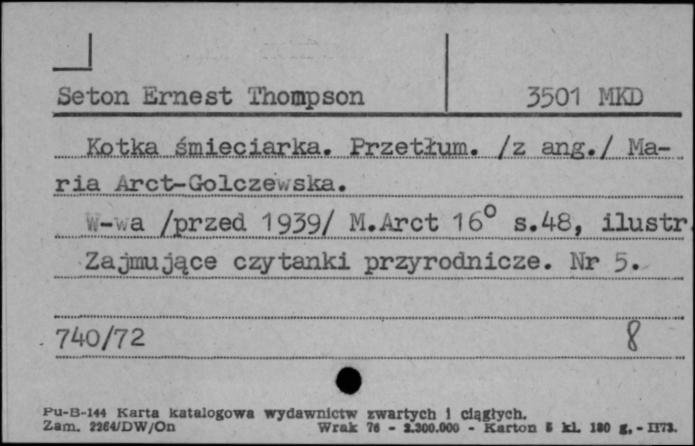 Seton Ernest Thompson 3501 MKD
Kotka śmieciarka. Przetłum. /z ang./ Ma-
ria Arct-Golczewska.
W-wa /przed 1939/ M.Arct 16° s.48, ilustr.
Zajmujące czytanki przyrodnicze. Nr 5.
740/72 8
Pu-B-144 Karta katalogowa wydawnictw zwartych i ciągłych.
Zam. 2264/DW/On Wrak 76 - 2.300.000 - Karton 5 kl. 180 g. - II73.